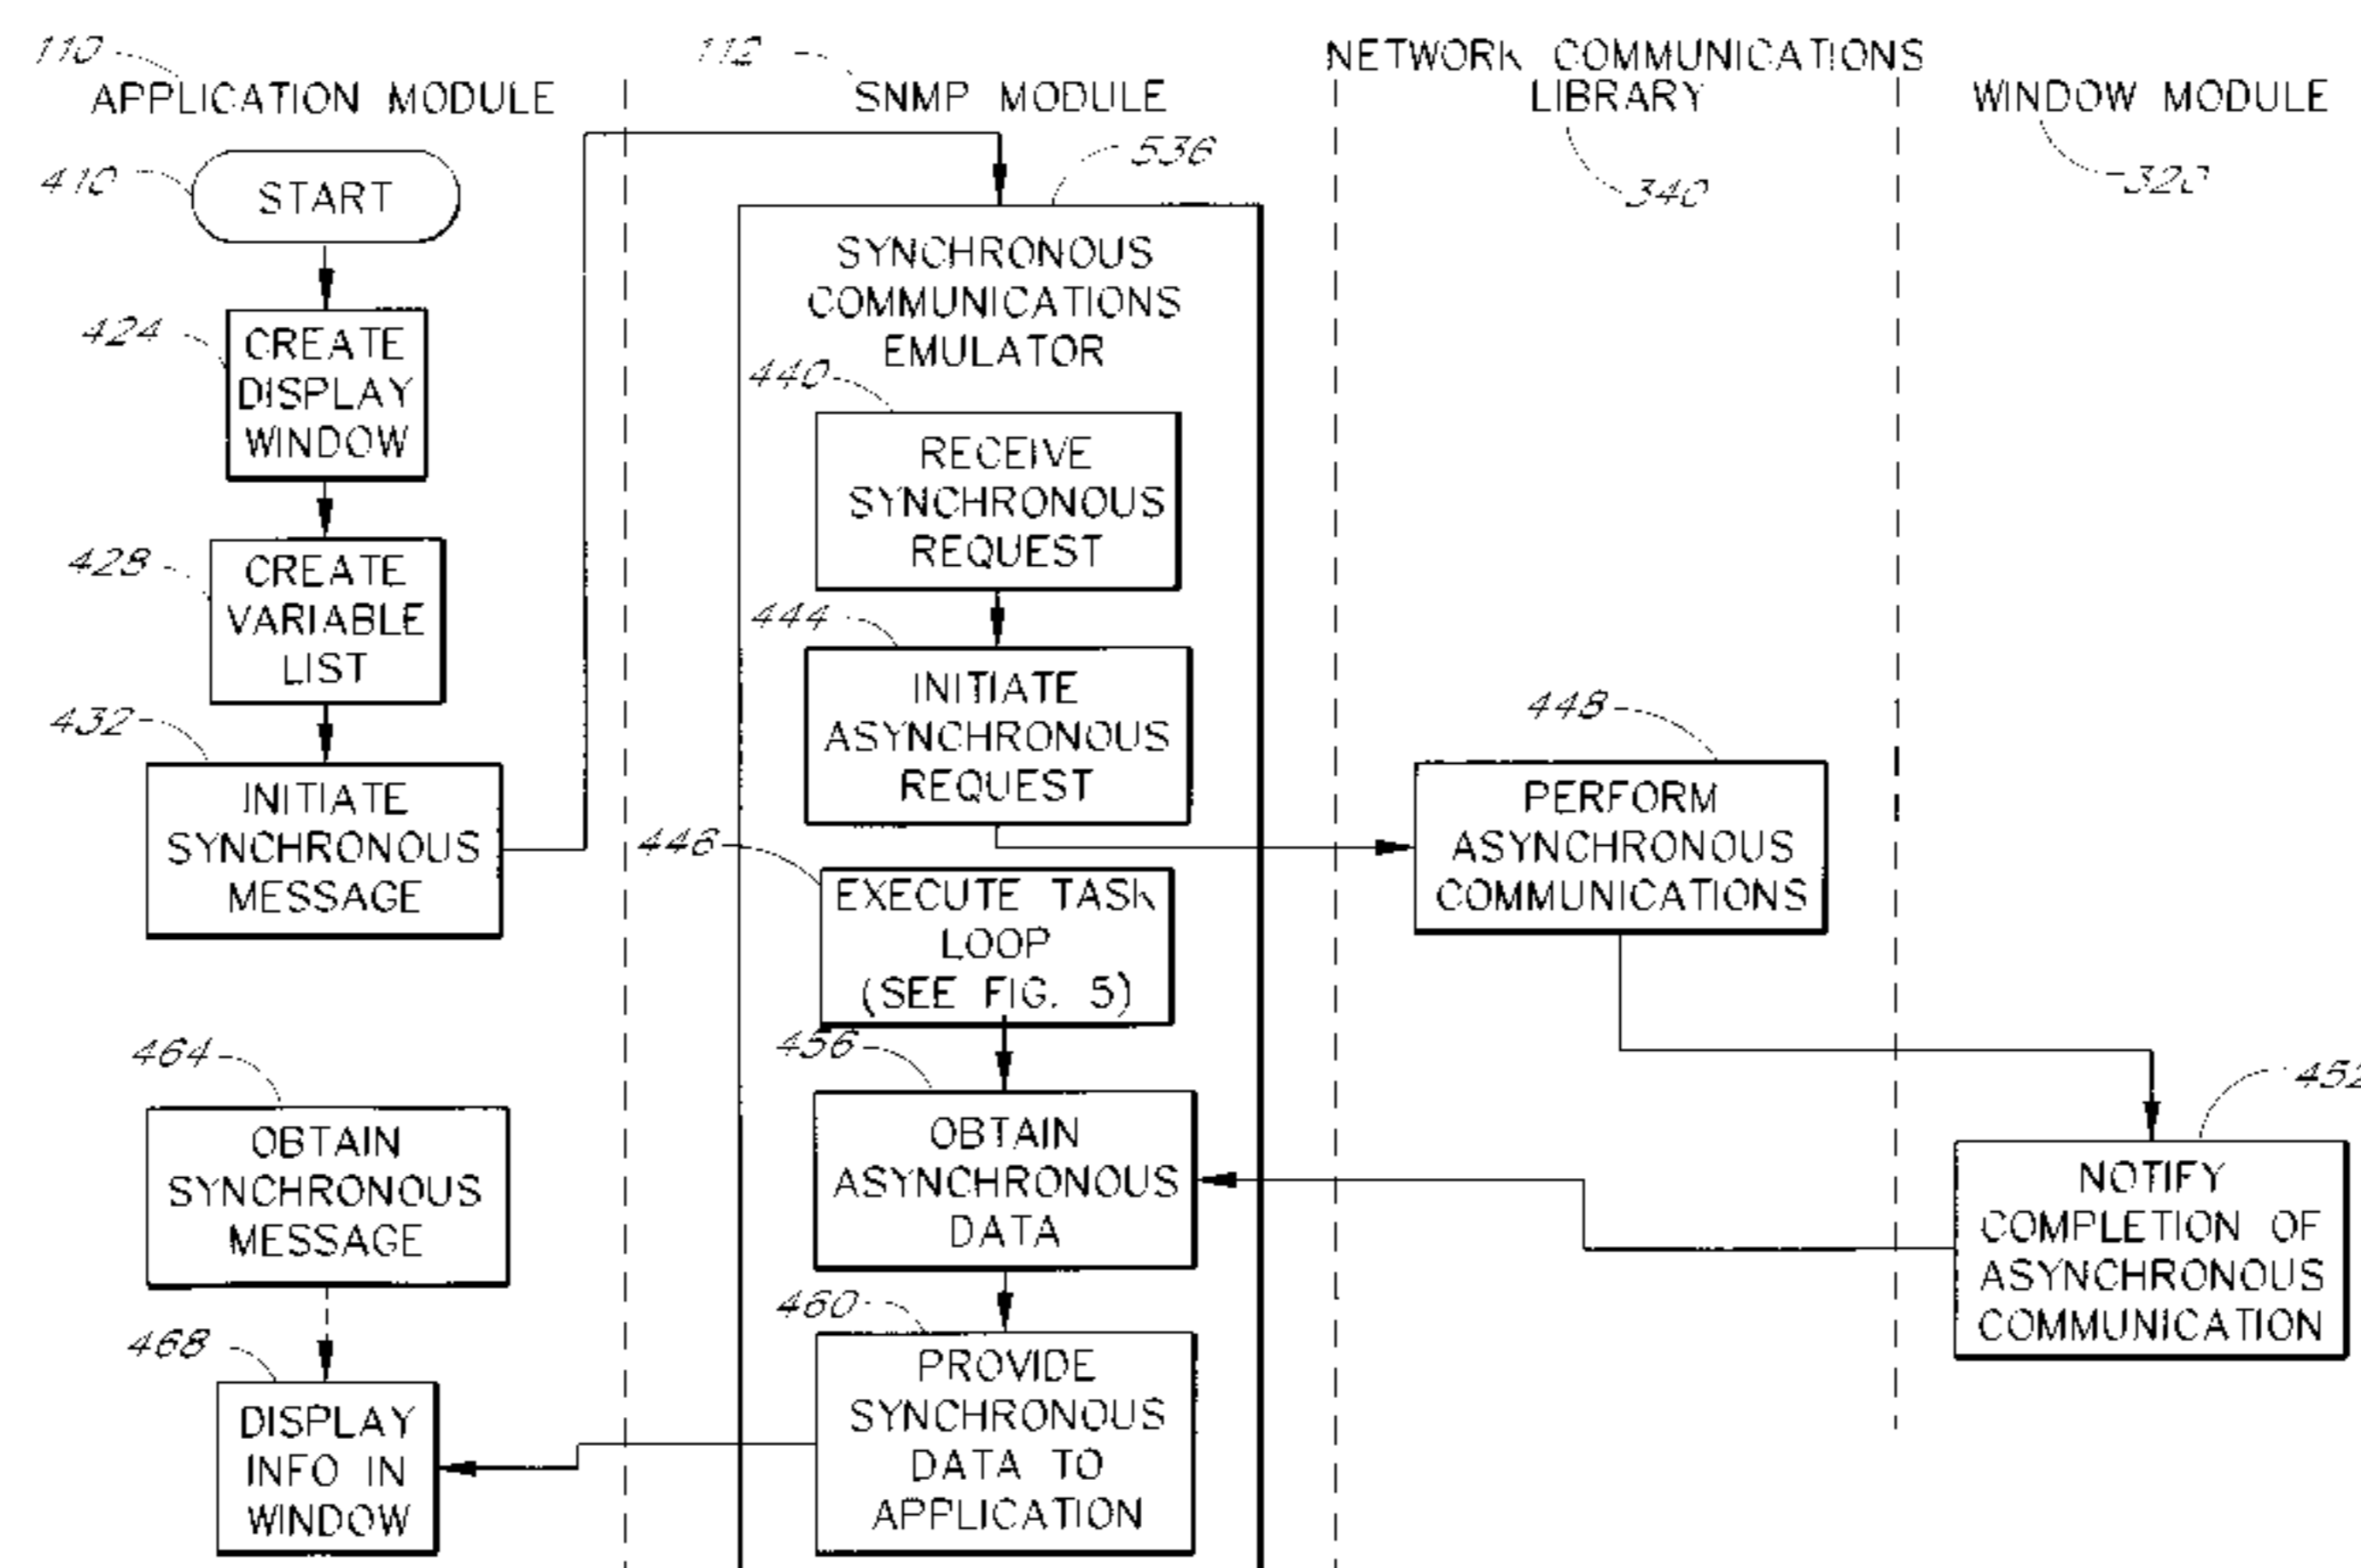 110
APPLICATION MODULE
410
START
424
CREATE
DISPLAY
WINDOW
428
CREATE
VARIABLE
LIST
432
INITIATE
SYNCHRONOUS
MESSAGE
464
OBTAIN
SYNCHRONOUS
MESSAGE
468
DISPLAY
INFO IN
WINDOW
112
SNMP MODULE
536
SYNCHRONOUS
COMMUNICATIONS
EMULATOR
440
RECEIVE
SYNCHRONOUS
REQUEST
444
INITIATE
ASYNCHRONOUS
REQUEST
446
EXECUTE TASK
LOOP
(SEE FIG. 5)
456
OBTAIN
ASYNCHRONOUS
DATA
460
PROVIDE
SYNCHRONOUS
DATA TO
APPLICATION
NETWORK COMMUNICATIONS
LIBRARY
340
448
PERFORM
ASYNCHRONOUS
COMMUNICATIONS
WINDOW MODULE
320
452
NOTIFY
COMPLETION OF
ASYNCHRONOUS
COMMUNICATION